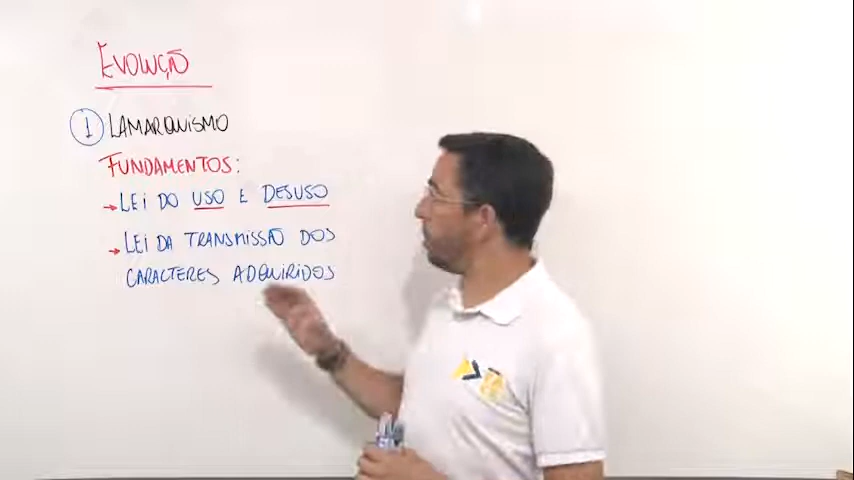 EVOLUÇÃO
1 LAMARQUISMO
FUNDAMENTOS:
→ LEI DO USO E DESUSO
→ LEI DA TRANSMISSÃO DOS
CARACTERES ADQUIRIDOS